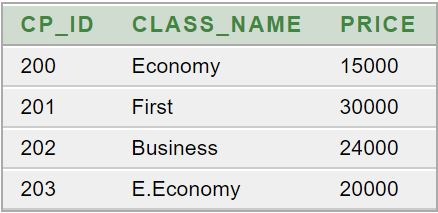 CP_ID CLASS_NAME PRICE
200 Economy 15000
201 First 30000
202 Business 24000
203 E.Economy 20000